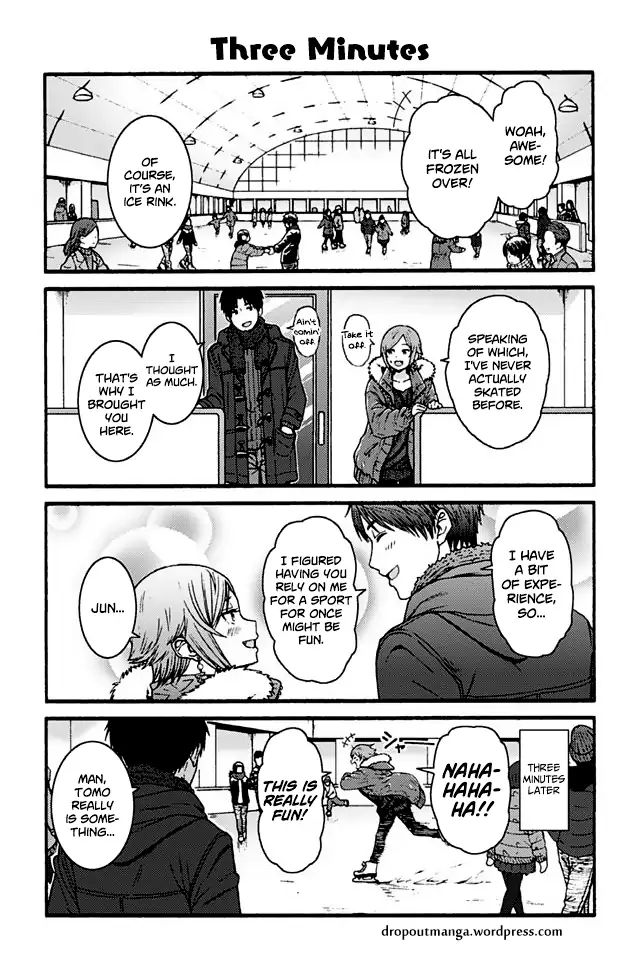 Three Minutes
WOAH,
AWE-
SOME!
IT'S ALL
FROZEN
OVER!
OF
COURSE,
IT'S AN
ICE RINK.
SPEAKING
OF WHICH,
I'VE NEVER
ACTUALLY
SKATED
BEFORE.
Take it
off.
Ain't
comin'
off.
I
THOUGHT
AS MUCH.
THAT'S
WHY I
BROUGHT
YOU
HERE.
I HAVE
A BIT
OF EXPE-
RIENCE,
SO...
I FIGURED
HAVING YOU
RELY ON ME
FOR A SPORT
FOR ONCE
MIGHT BE
FUN.
JUN...
THREE
MINUTES
LATER
NAHA-
HAHA-
HA!!
シャー
THIS IS
REALLY
FUN!
MAN,
TOMO
REALLY
IS SOME-
THING...
dropoutmanga.wordpress.com